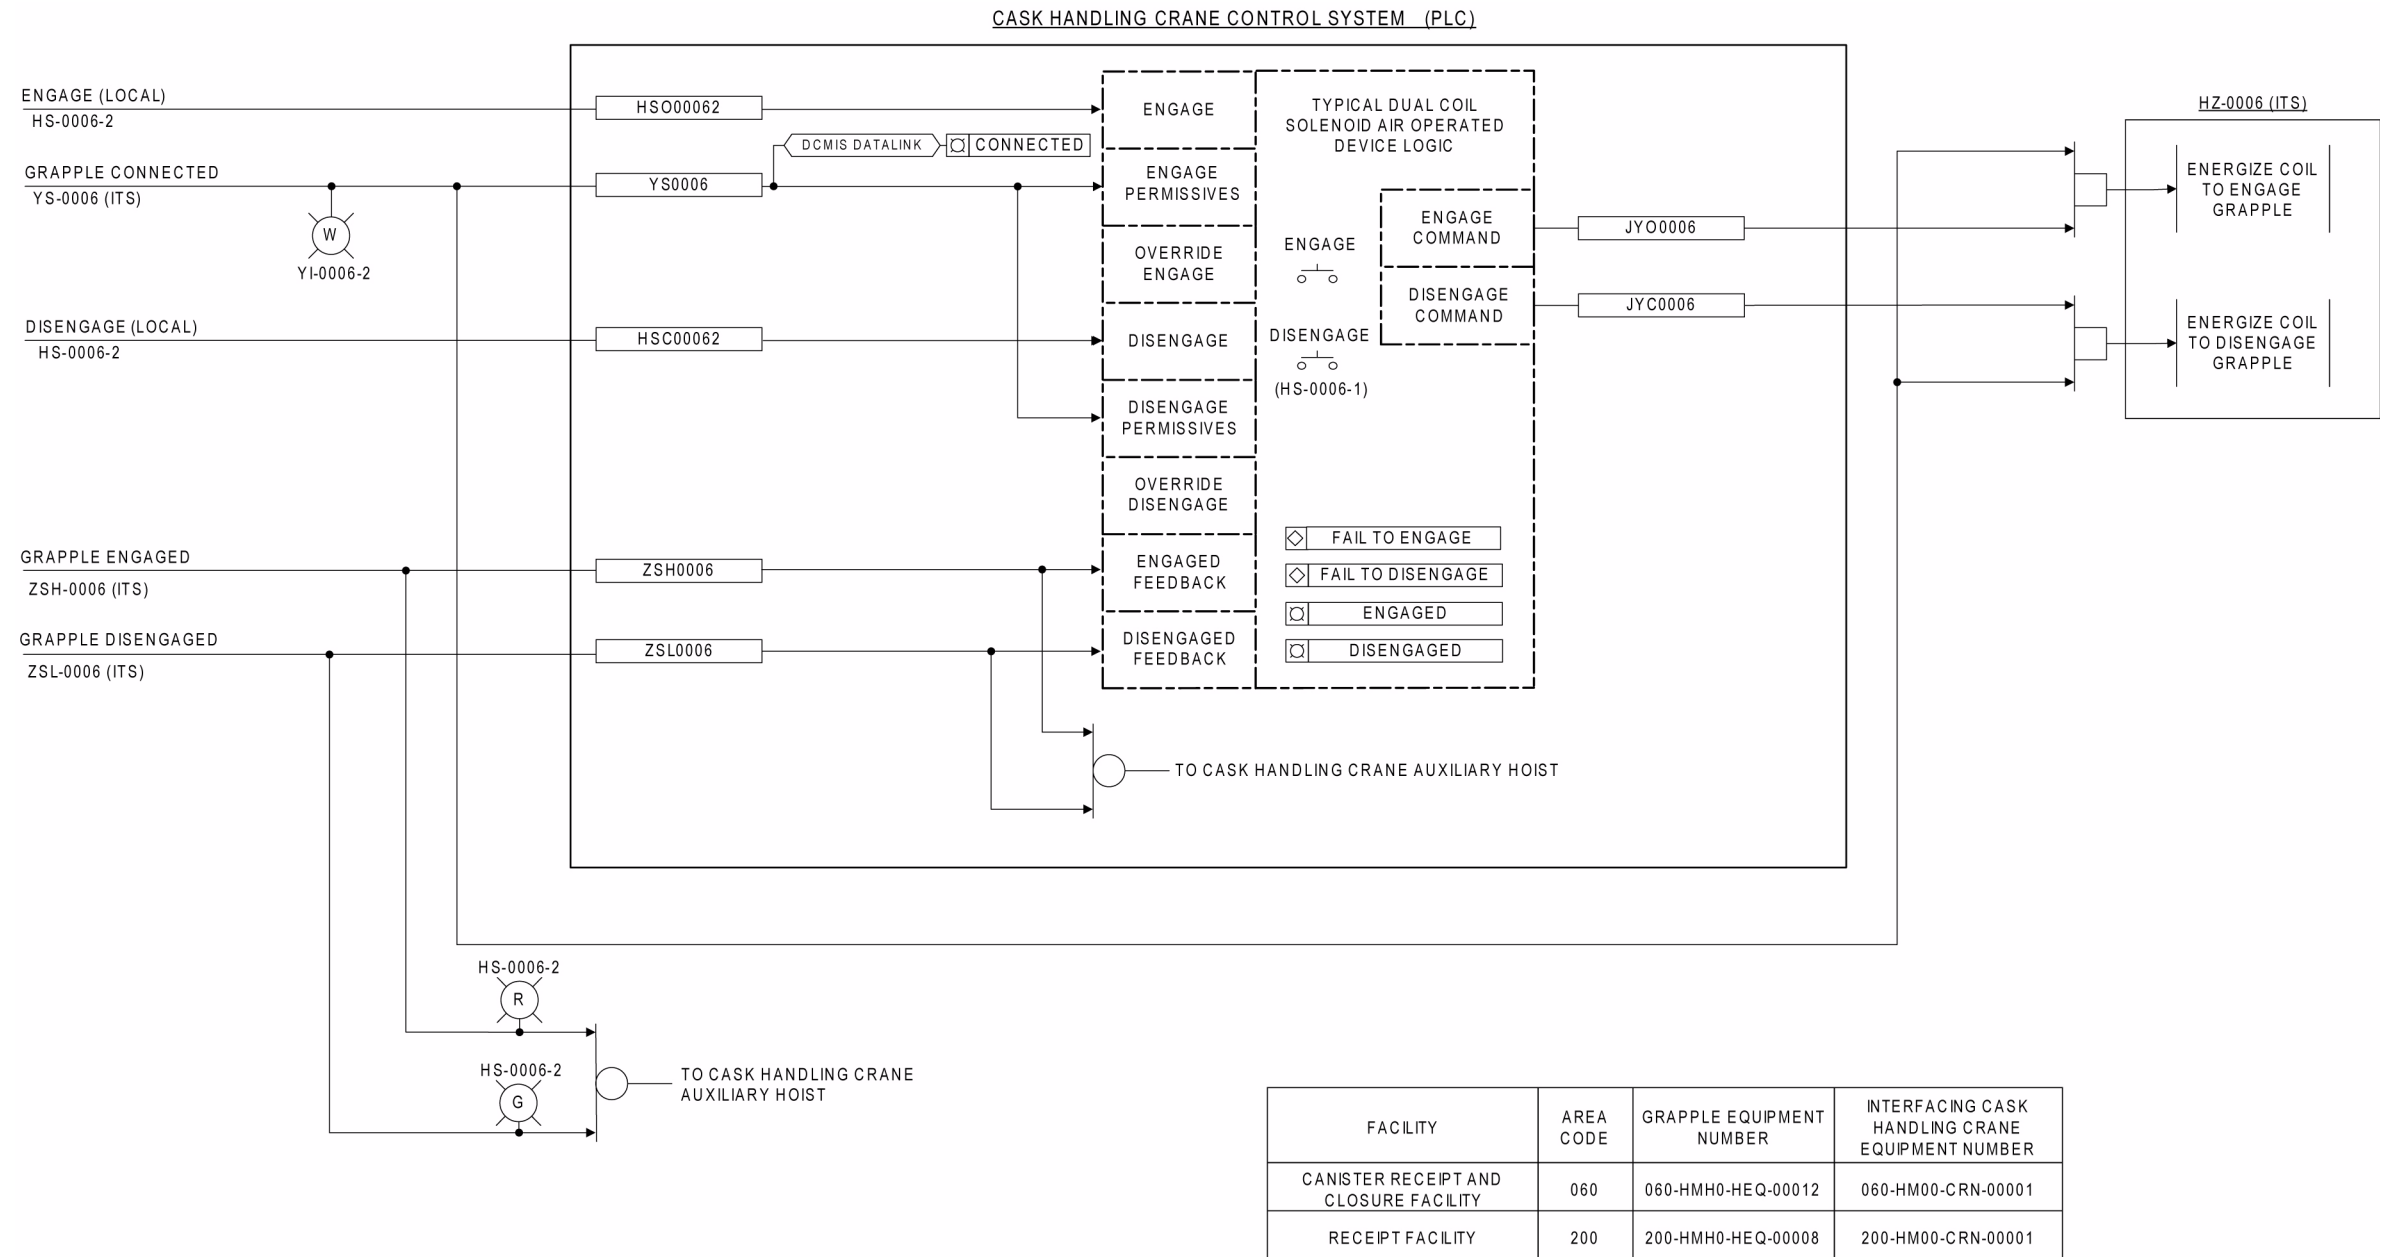 CASK HANDLING CRANE CONTROL SYSTEM (PLC)
ENGAGE (LOCAL)
HS-0006-2
HSO00062
GRAPPLE CONNECTED
YS-0006 (ITS)
W
YI-0006-2
YS0006
DCMIS DATALINK
CONNECTED
DISENGAGE (LOCAL)
HS-0006-2
HSC00062
GRAPPLE ENGAGED
ZSH-0006 (ITS)
ZSH0006
GRAPPLE DISENGAGED
ZSL-0006 (ITS)
ZSL0006
ENGAGE
ENGAGE
PERMISSIVES
OVERRIDE
ENGAGE
DISENGAGE
DISENGAGE
PERMISSIVES
OVERRIDE
DISENGAGE
ENGAGED
FEEDBACK
DISENGAGED
FEEDBACK
TYPICAL DUAL COIL
SOLENOID AIR OPERATED
DEVICE LOGIC
ENGAGE
DISENGAGE
(HS-0006-1)
ENGAGE
COMMAND
DISENGAGE
COMMAND
FAIL TO ENGAGE
FAIL TO DISENGAGE
ENGAGED
DISENGAGED
JYO0006
JYC0006
HZ-0006 (ITS)
ENERGIZE COIL
TO ENGAGE
GRAPPLE
ENERGIZE COIL
TO DISENGAGE
GRAPPLE
TO CASK HANDLING CRANE AUXILIARY HOIST
HS-0006-2
R
HS-0006-2
G
TO CASK HANDLING CRANE
AUXILIARY HOIST
FACILITY
AREA
CODE
GRAPPLE EQUIPMENT
NUMBER
INTERFACING CASK
HANDLING CRANE
EQUIPMENT NUMBER
CANISTER RECEIPT AND
CLOSURE FACILITY
060
060-HMH0-HEQ-00012
060-HM00-CRN-00001
RECEIPT FACILITY
200
200-HMH0-HEQ-00008
200-HM00-CRN-00001